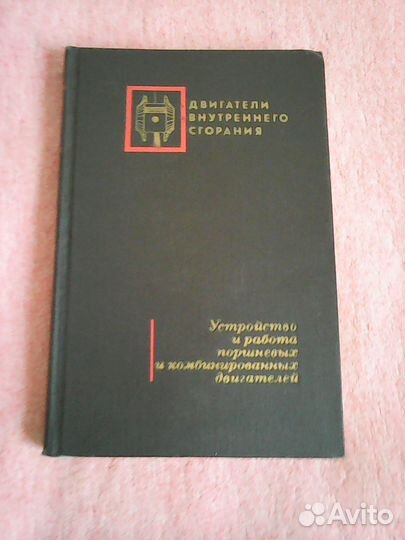 ДВИГАТЕЛИ
ВНУТРЕННЕГО
СГОРАНИЯ
Устройство
и работа
поршневых
и комбинированных
двигателей
Avito